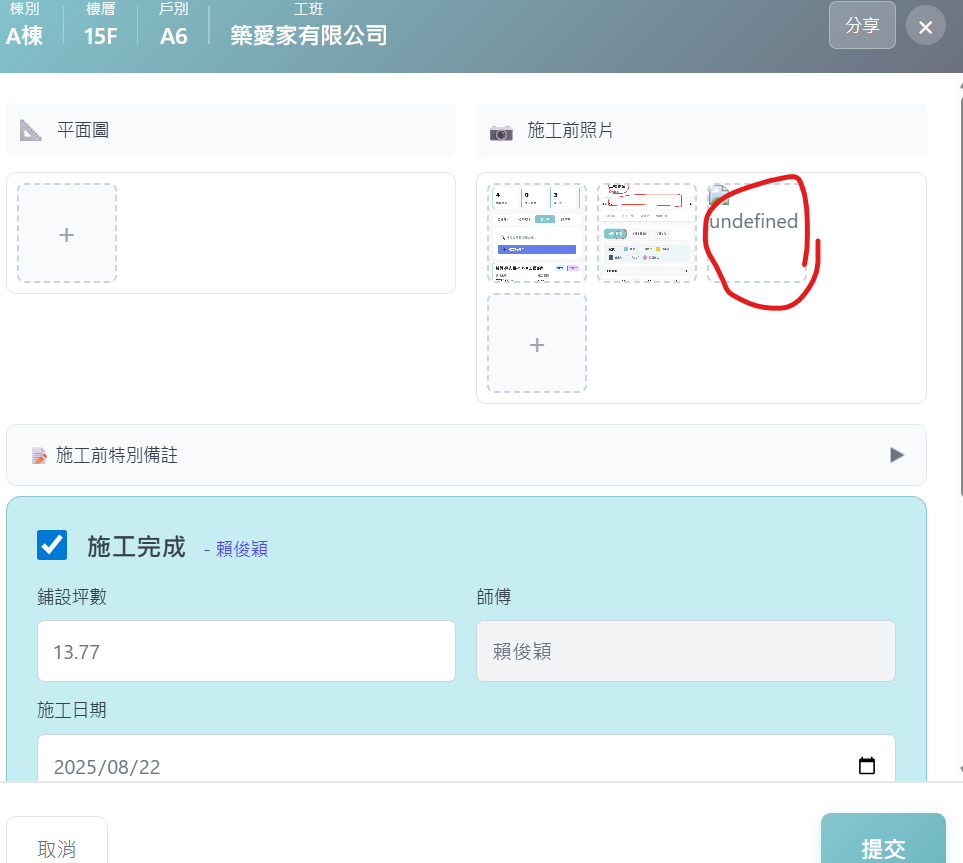 棟別 樓層 戶別 工班
A棟 15F A6 築愛家有限公司 分享
平面圖 施工前照片
undefined
+
+
施工前特別備註
施工完成 - 賴俊穎
鋪設坪數 師傅
13.77 賴俊穎
施工日期
2025/08/22
取消 提交